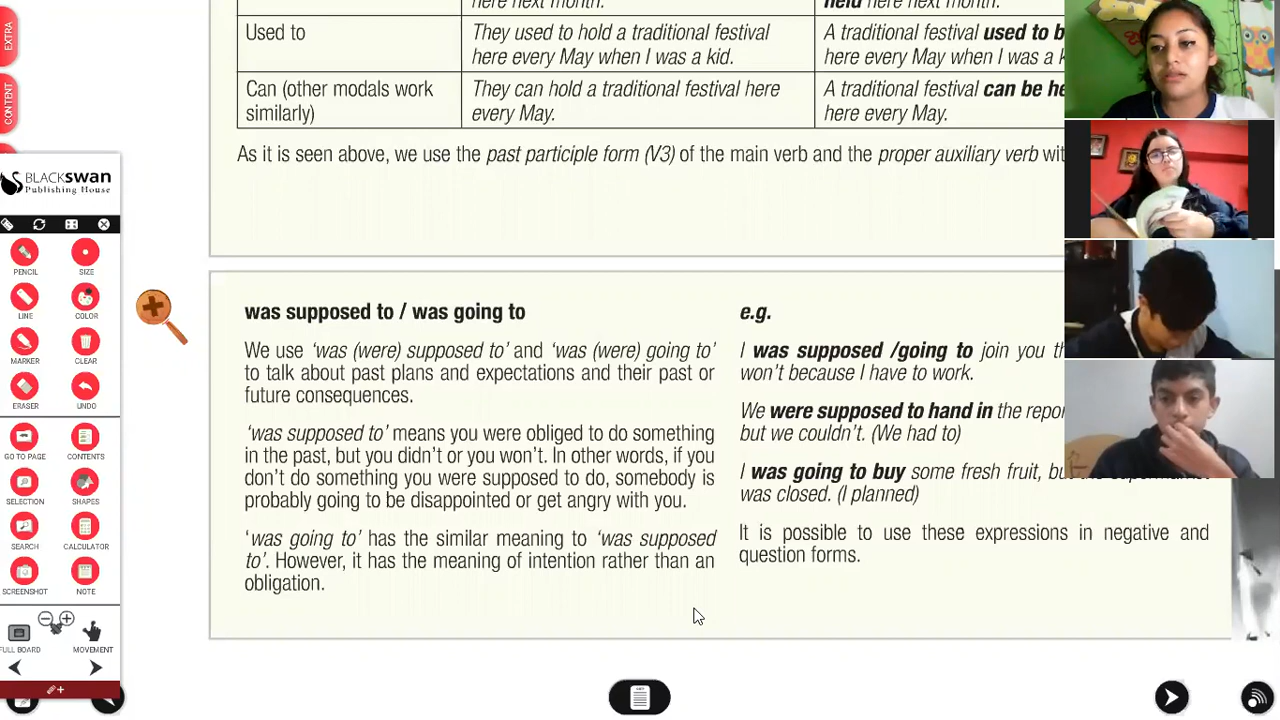 EXTRA
CONTENT
here next month.
held here next month.
Used to
They used to hold a traditional festival
here every May when I was a kid.
A traditional festival used to b
here every May when I was a k
Can (other modals work
similarly)
They can hold a traditional festival here
every May.
A traditional festival can be he
here every May.
As it is seen above, we use the past participle form (V3) of the main verb and the proper auxiliary verb wit
BLACKSWAN
Publishing House
PENCIL
SIZE
LINE
COLOR
MARKER
CLEAR
ERASER
UNDO
GO TO PAGE
CONTENTS
SELECTION
SHAPES
SEARCH
CALCULATOR
SCREENSHOT
NOTE
FULL BOARD
MOVEMENT
was supposed to / was going to
We use ‘was (were) supposed to’ and ‘was (were) going to’
to talk about past plans and expectations and their past or
future consequences.
‘was supposed to’ means you were obliged to do something
in the past, but you didn’t or you won’t. In other words, if you
don’t do something you were supposed to do, somebody is
probably going to be disappointed or get angry with you.
‘was going to’ has the similar meaning to ‘was supposed
to’. However, it has the meaning of intention rather than an
obligation.
e.g.
I was supposed /going to join you th
won’t because I have to work.
We were supposed to hand in the repor
but we couldn’t. (We had to)
I was going to buy some fresh fruit, but the supermarket
was closed. (I planned)
It is possible to use these expressions in negative and
question forms.